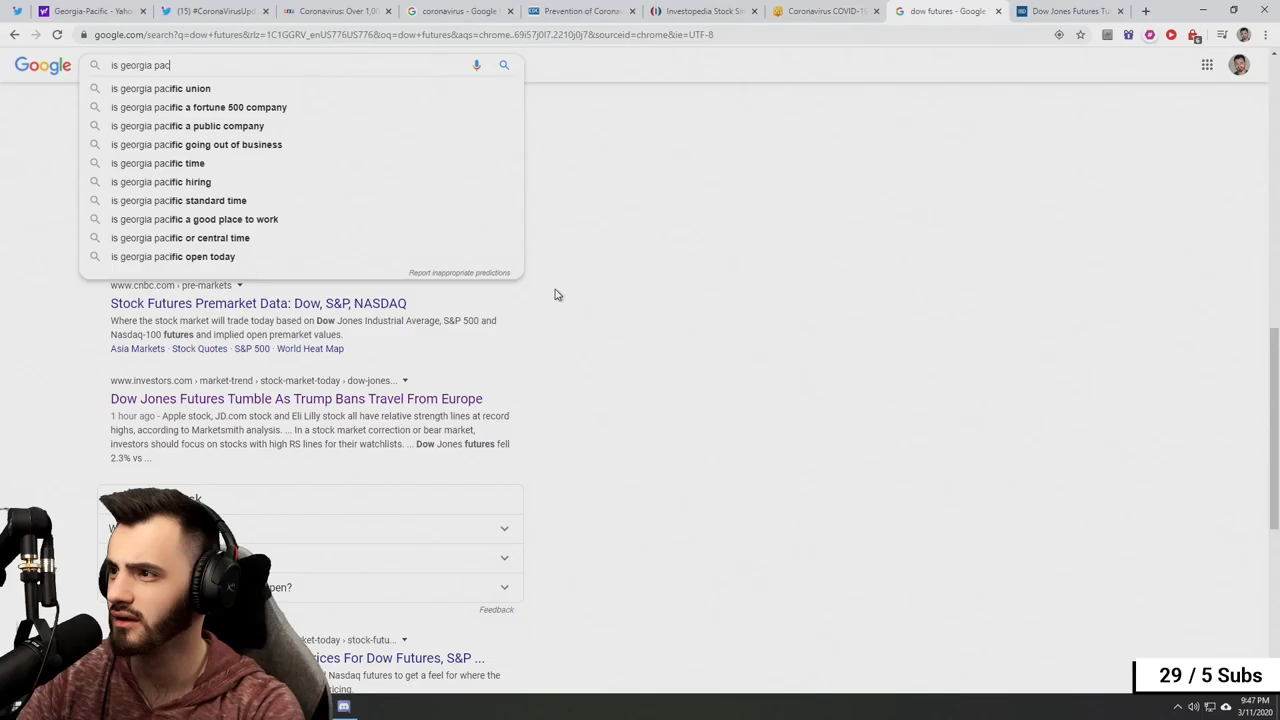 (5) Twitter
Georgia-Pacific -
(15) #CoronaVirusUpd
Coronavirus: Over 1,00
coronavirus - Google N
Prevention of Coronav
Investopedia Stock Si
Coronavirus COVID-19
dow futures - Google
Dow Jones Futures Tu
google.com/search?q=dow+futures&rlz=1C1GGRV_enUS776US776&oq=dow+futures&aqs=chrome..69i57j0l7.2210j0j7&sourceid=chrome&ie=UTF-8
Google
is georgia pac
is georgia pacific union
is georgia pacific a fortune 500 company
is georgia pacific a public company
is georgia pacific going out of business
is georgia pacific time
is georgia pacific hiring
is georgia pacific standard time
is georgia pacific a good place to work
is georgia pacific or central time
is georgia pacific open today
Report inappropriate predictions
www.cnbc.com › pre-markets
Stock Futures Premarket Data: Dow, S&P, NASDAQ
Where the stock market will trade today based on Dow Jones Industrial Average, S&P 500 and
Nasdaq-100 futures and implied open premarket values.
Asia Markets · Stock Quotes · S&P 500 · World Heat Map
www.investors.com › market-trend › stock-market-today › dow-jones...
Dow Jones Futures Tumble As Trump Bans Travel From Europe
1 hour ago - Apple stock, JD.com stock and Eli Lilly stock all have relative strength lines at record
highs, according to Marketsmith analysis. ... In a stock market correction or bear market,
investors should focus on stocks with high RS lines for their watchlists. ... Dow Jones futures fell
2.3% vs ...
sk
pen?
Feedback
ket-today › stock-futu...
ices For Dow Futures, S&P ...
Nasdaq futures to get a feel for where the
ricing.
29 / 5 Subs
9:47 PM
3/11/2020